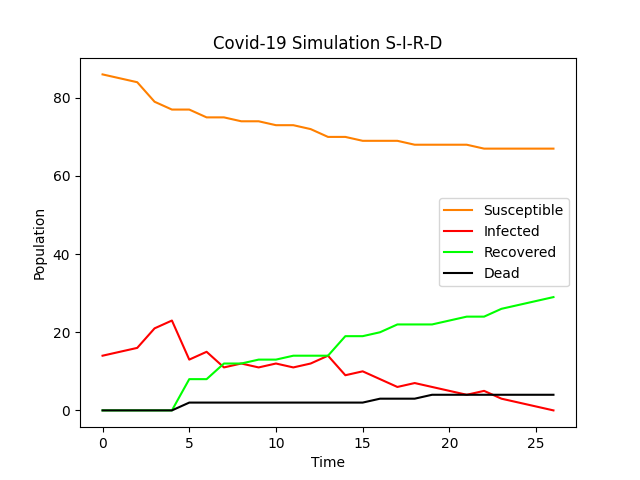 Covid-19 Simulation S-I-R-D
80
60
40
20
0
Population
Susceptible
Infected
Recovered
Dead
0 5 10 15 20 25
Time